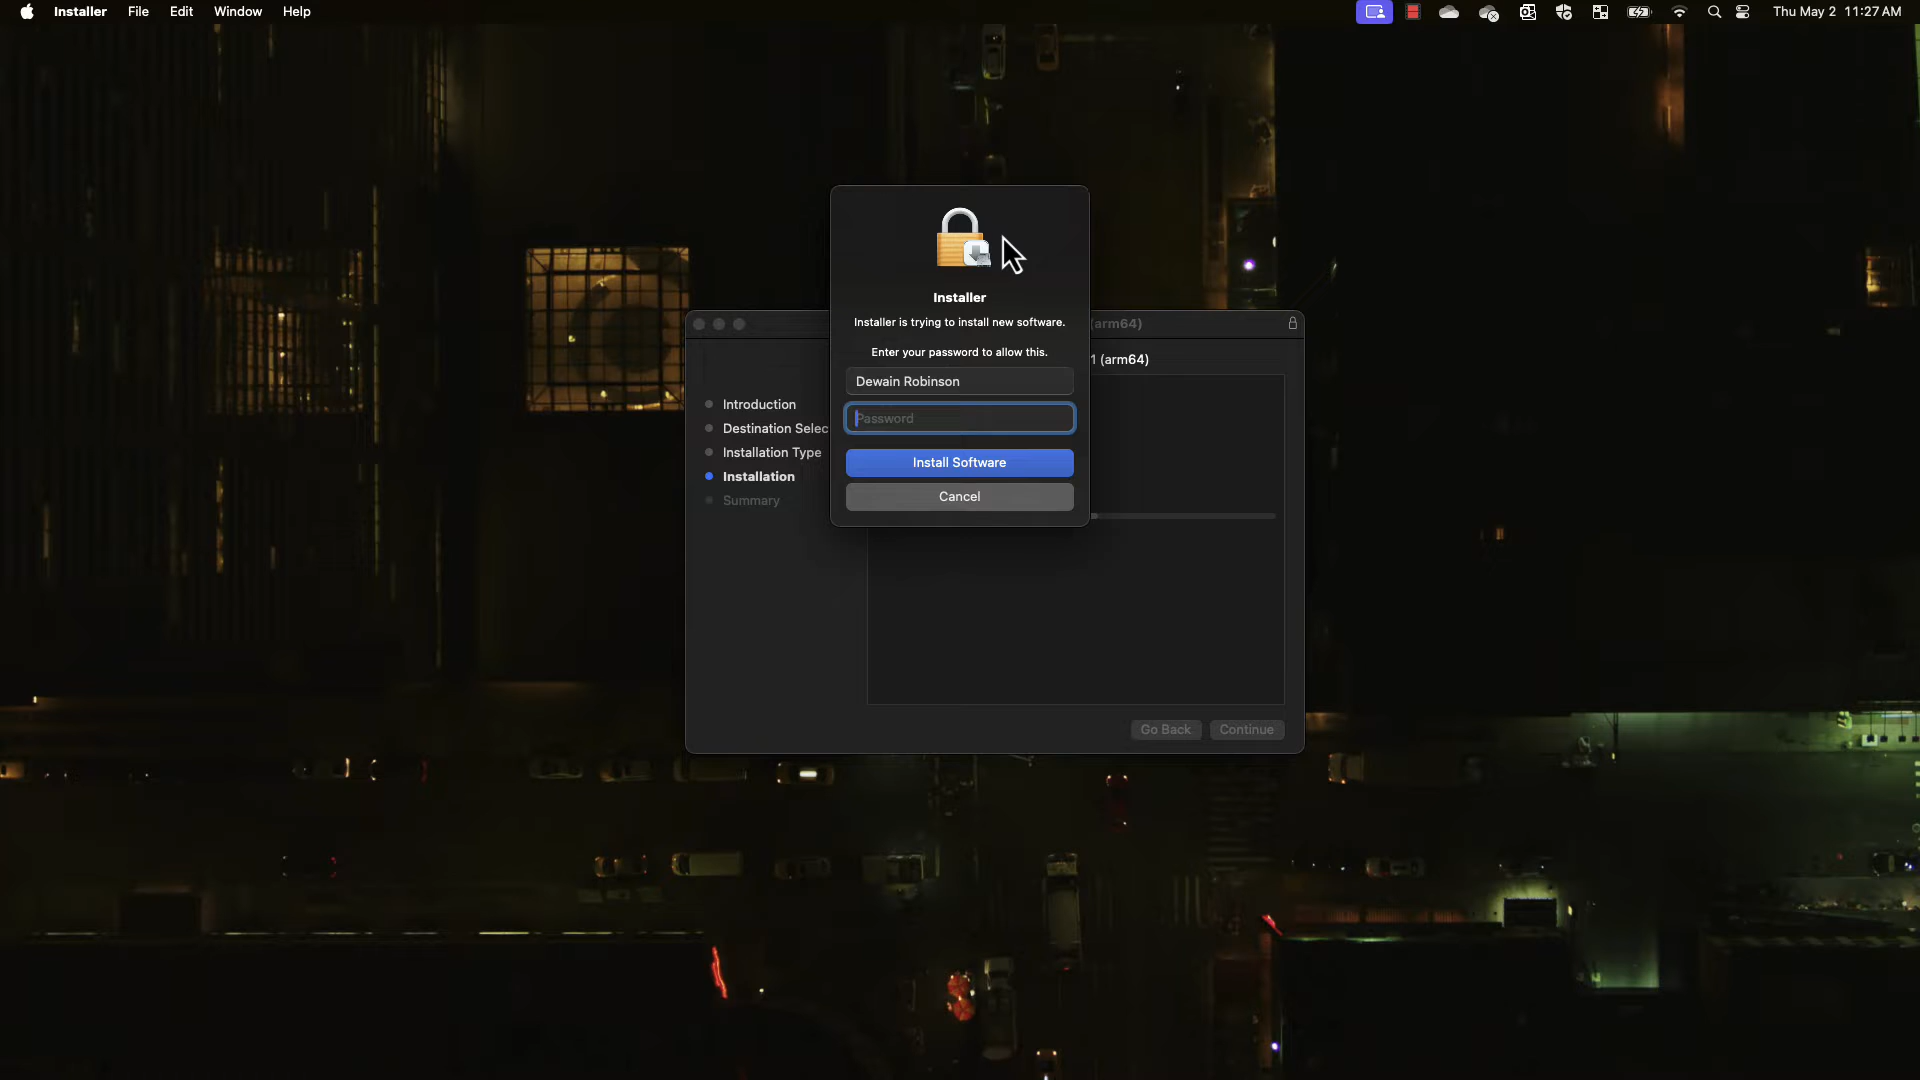 Installer File Edit Window Help
Thu May 2 11:27 AM
Installer
Installer is trying to install new software.
Enter your password to allow this.
Dewain Robinson
Password
Install Software
Cancel
(arm64)
1 (arm64)
Introduction
Destination Selec
Installation Type
Installation
Summary
Go Back Continue